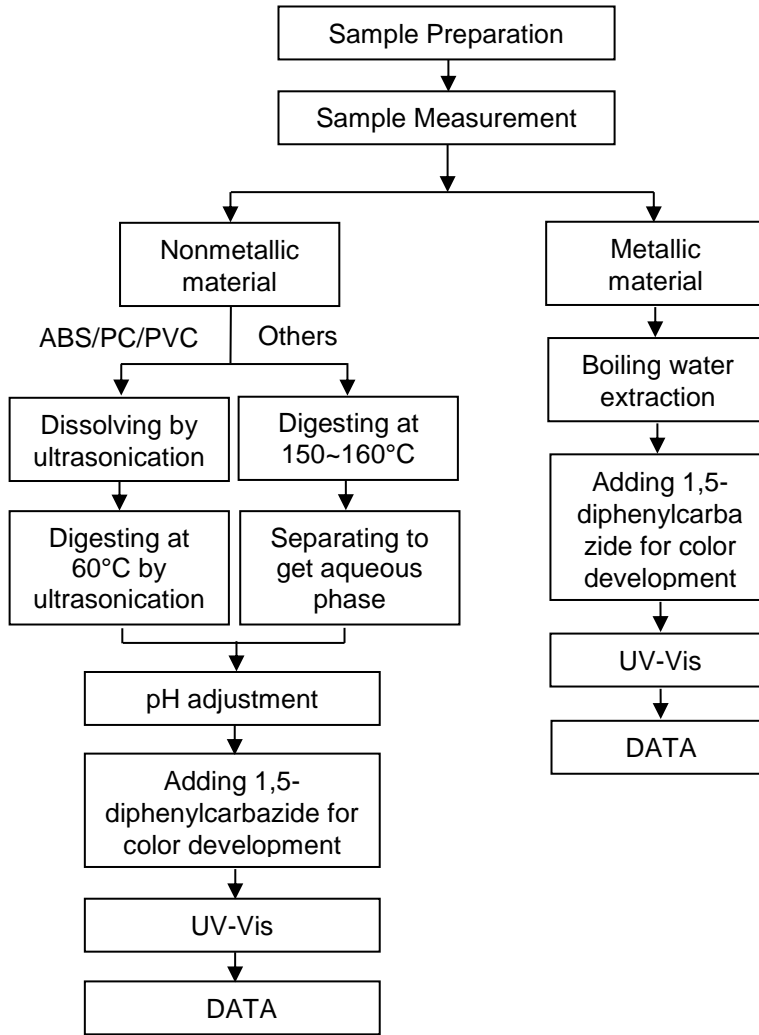 Sample Preparation
Sample Measurement
Nonmetallic
material
ABS/PC/PVC
Others
Dissolving by
ultrasonication
Digesting at
150~160°C
Digesting at
60°C by
ultrasonication
Separating to
get aqueous
phase
pH adjustment
Adding 1,5-
diphenylcarbazide for
color development
UV-Vis
DATA
Metallic
material
Boiling water
extraction
Adding 1,5-
diphenylcarba
zide for color
development
UV-Vis
DATA